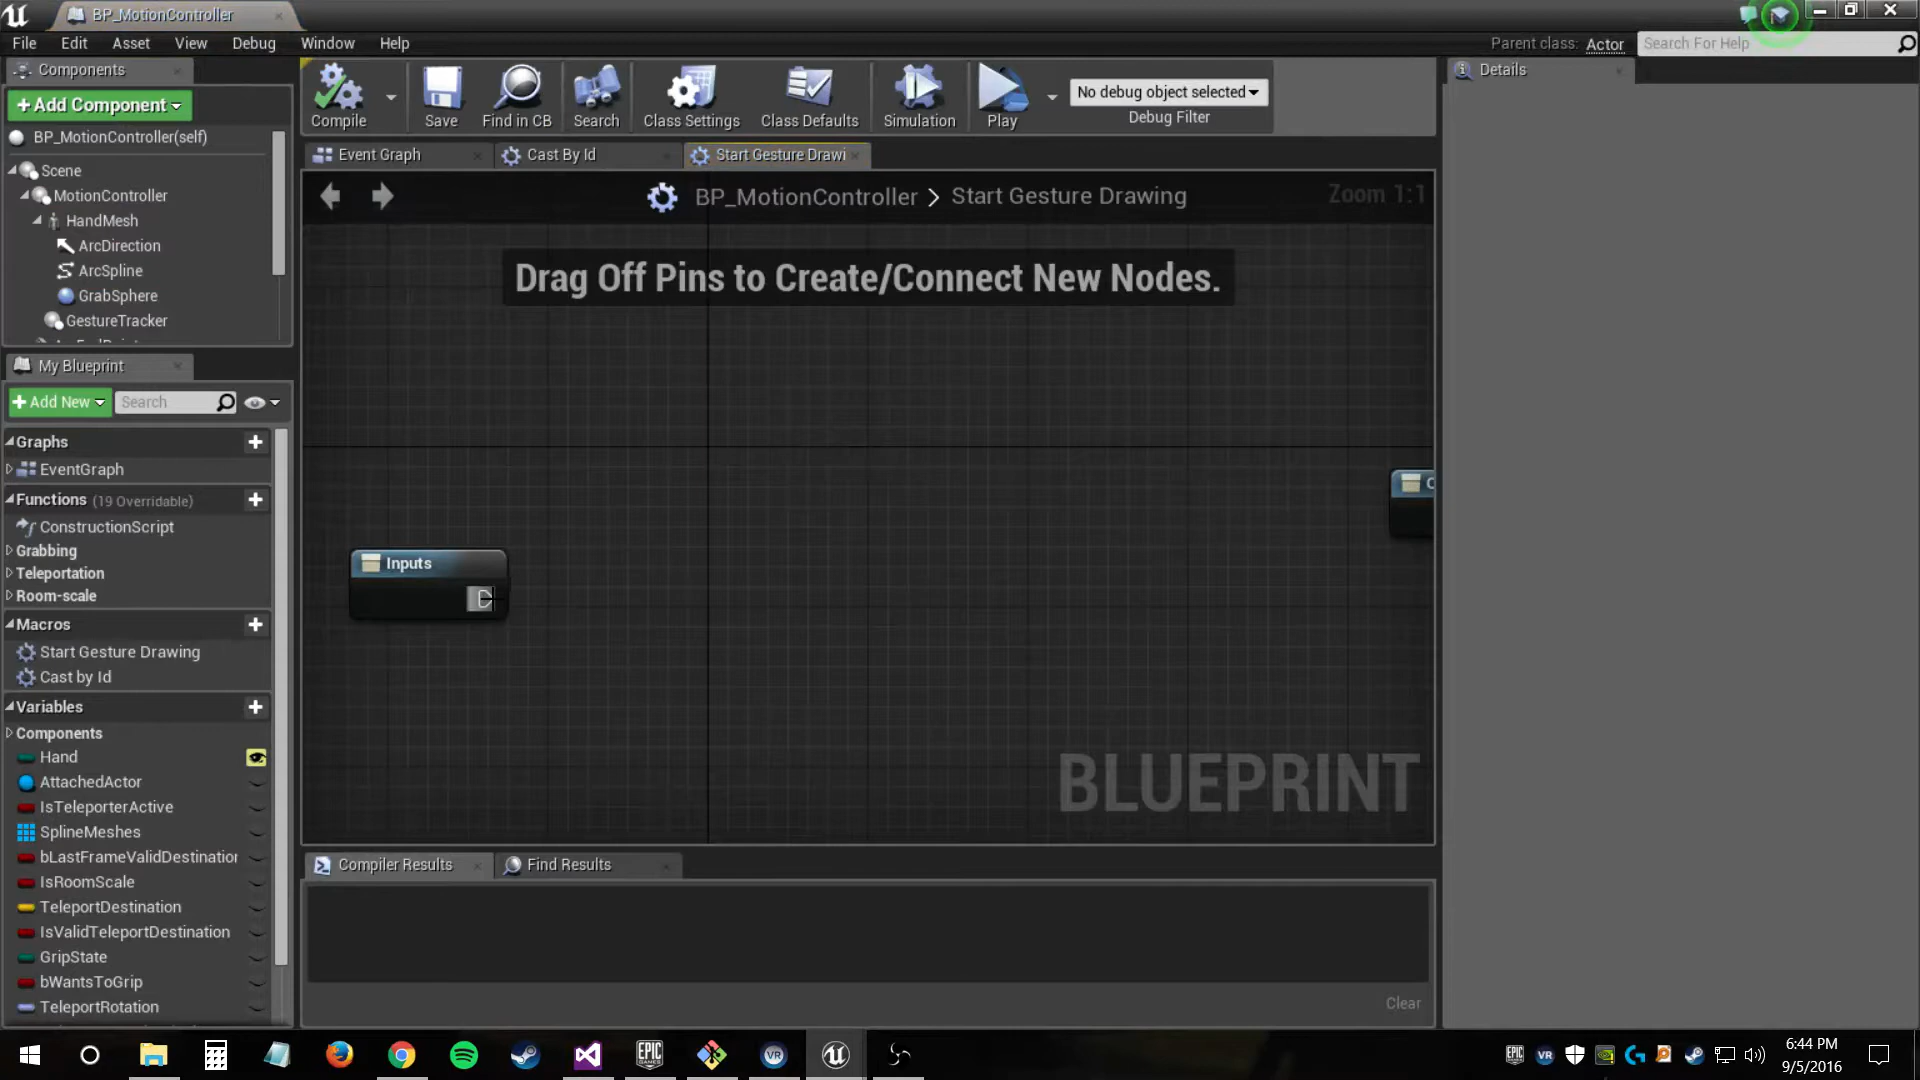 BP_MotionController
File Edit Asset View Debug Window Help
Parent class: Actor
Search For Help
Components
Add Component
BP_MotionController(self)
Scene
MotionController
HandMesh
ArcDirection
ArcSpline
GrabSphere
GestureTracker
My Blueprint
Add New
Search
Graphs
EventGraph
Functions (19 Overridable)
ConstructionScript
Grabbing
Teleportation
Room-scale
Macros
Start Gesture Drawing
Cast by Id
Variables
Components
Hand
AttachedActor
IsTeleporterActive
SplineMeshes
bLastFrameValidDestination
IsRoomScale
TeleportDestination
IsValidTeleportDestination
GripState
bWantsToGrip
TeleportRotation
Compile
Save
Find in CB
Search
Class Settings
Class Defaults
Simulation
Play
No debug object selected
Debug Filter
Event Graph
Cast By Id
Start Gesture Drawi
BP_MotionController > Start Gesture Drawing
Zoom 1:1
Drag Off Pins to Create/Connect New Nodes.
Inputs
BLUEPRINT
Compiler Results
Find Results
Clear
Details
EPIC GAMES
VR
6:44 PM
9/5/2016